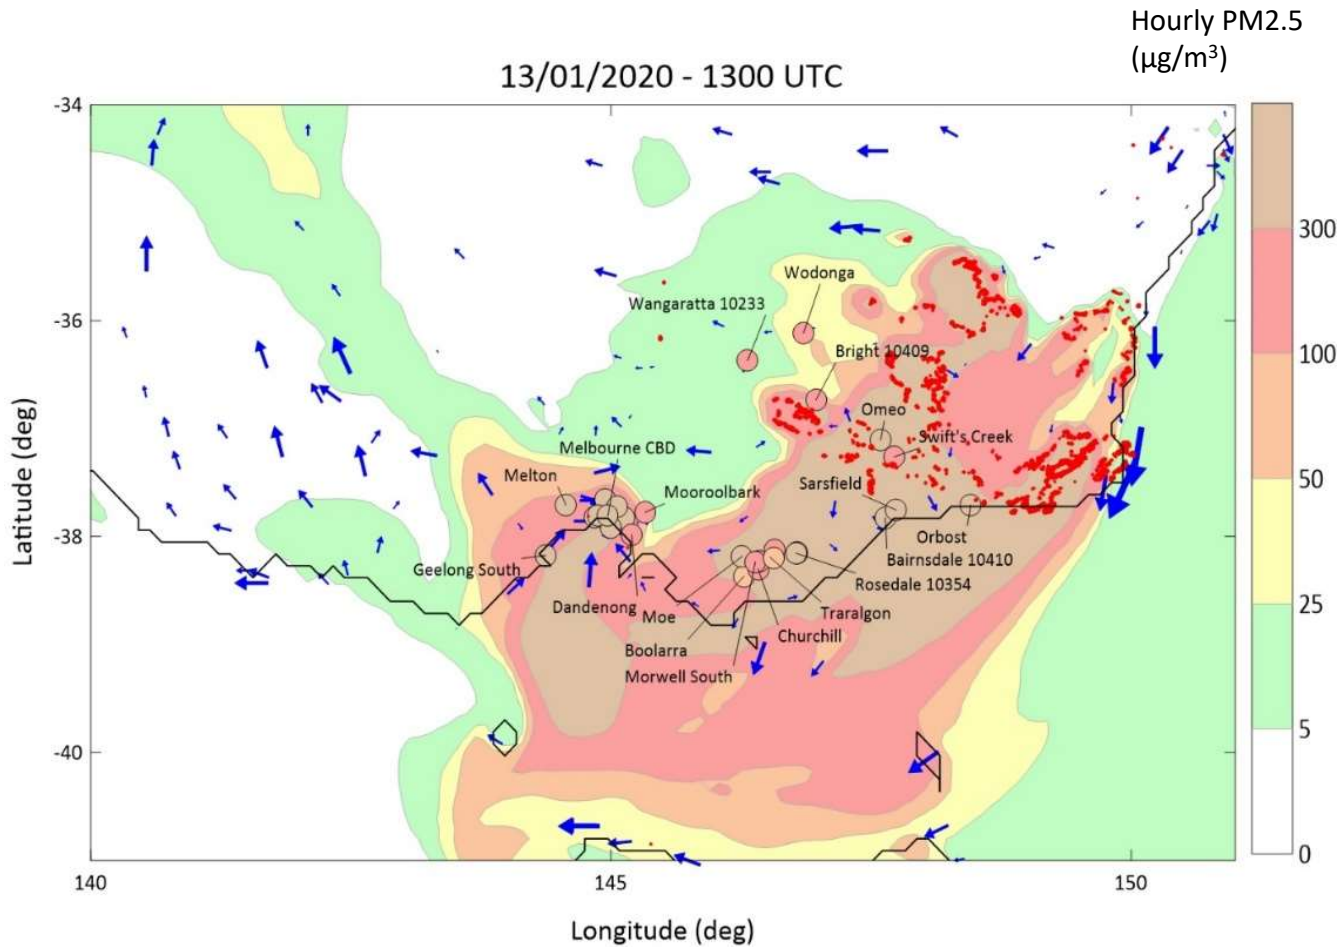 Hourly PM2.5
(µg/m³)
13/01/2020 - 1300 UTC
-34
-36
-38
-40
Latitude (deg)
140
145
150
Longitude (deg)
300
100
50
25
5
0
Wodonga
Wangaratta 10233
Bright 10409
Omeo
Swift's Creek
Melbourne CBD
Melton
Mooroolbark
Sarsfield
Orbost
Bairnsdale 10410
Geelong South
Rosedale 10354
Dandenong
Moe
Traralgon
Churchill
Boolarra
Morwell South